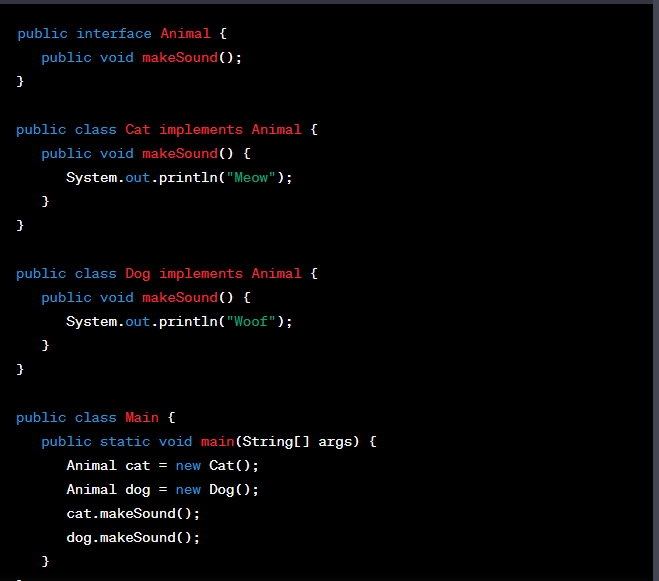 public interface Animal {
   public void makeSound();
}

public class Cat implements Animal {
   public void makeSound() {
      System.out.println("Meow");
   }
}

public class Dog implements Animal {
   public void makeSound() {
      System.out.println("Woof");
   }
}

public class Main {
   public static void main(String[] args) {
      Animal cat = new Cat();
      Animal dog = new Dog();
      cat.makeSound();
      dog.makeSound();
   }